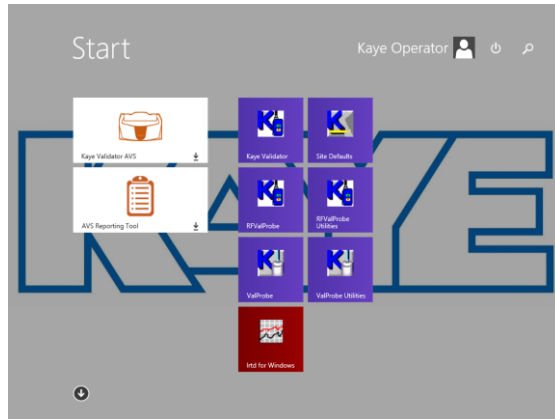 Start
Kaye Operator
Kaye Validator AVS
Kaye Validator
Site Defaults
AVS Reporting Tool
RFValProbe
RFValProbe
Utilities
ValProbe
ValProbe Utilities
Irtd for Windows
KAYE